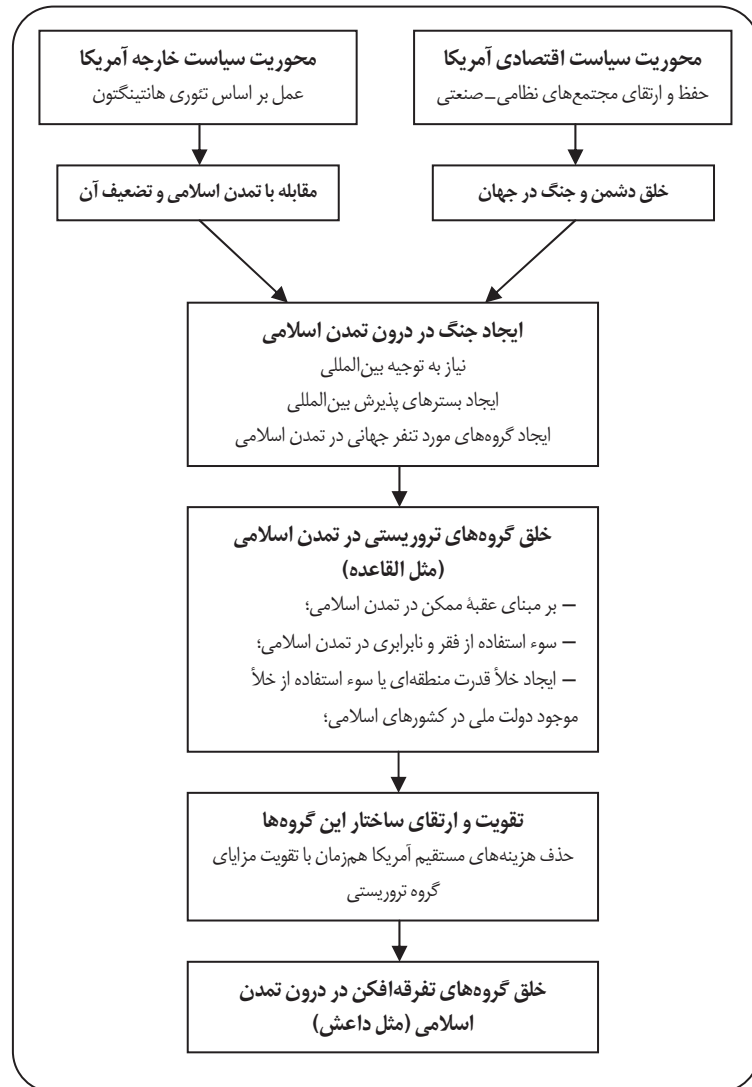 محوریت سیاست اقتصادی آمریکا
حفظ و ارتقای مجتمع‌های نظامی–صنعتی
محوریت سیاست خارجه آمریکا
عمل بر اساس تئوری هانتینگتون
خلق دشمن و جنگ در جهان
مقابله با تمدن اسلامی و تضعیف آن
ایجاد جنگ در درون تمدن اسلامی
نیاز به توجیه بین‌المللی
ایجاد بسترهای پذیرش بین‌المللی
ایجاد گروه‌های مورد تنفر جهانی در تمدن اسلامی
خلق گروه‌های تروریستی در تمدن اسلامی
(مثل القاعده)
– بر مبنای عقبۀ ممکن در تمدن اسلامی؛
– سوء استفاده از فقر و نابرابری در تمدن اسلامی؛
– ایجاد خلأ قدرت منطقه‌ای یا سوء استفاده از خلأ
موجود دولت ملی در کشورهای اسلامی؛
تقویت و ارتقای ساختار این گروه‌ها
حذف هزینه‌های مستقیم آمریکا هم‌زمان با تقویت مزایای
گروه تروریستی
خلق گروه‌های تفرقه‌افکن در درون تمدن
اسلامی (مثل داعش)